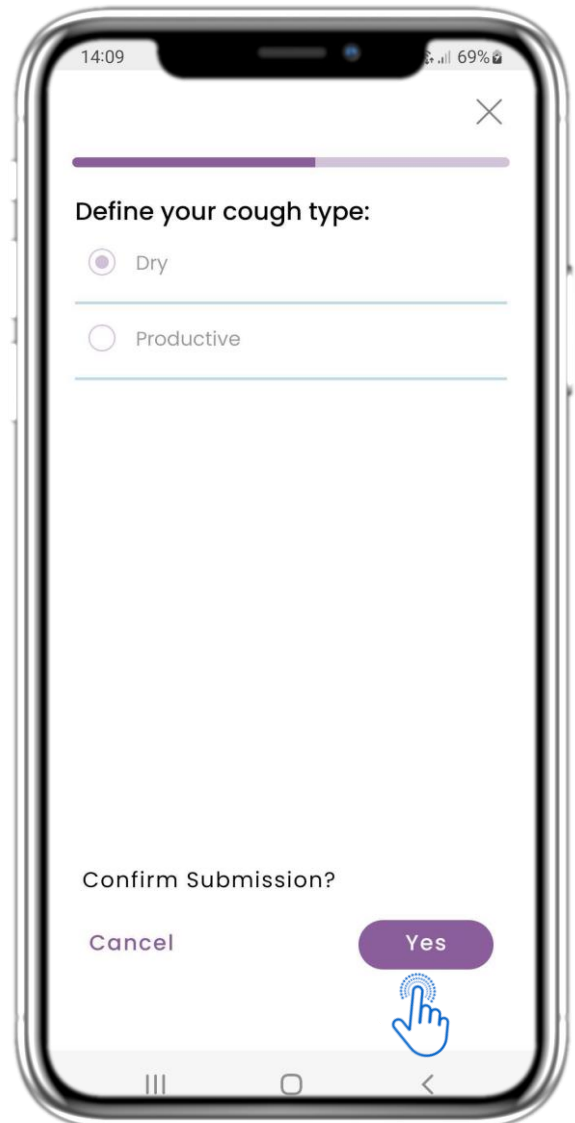 14:09
69%
Define your cough type:
Dry
Productive
Confirm Submission?
Cancel
Yes